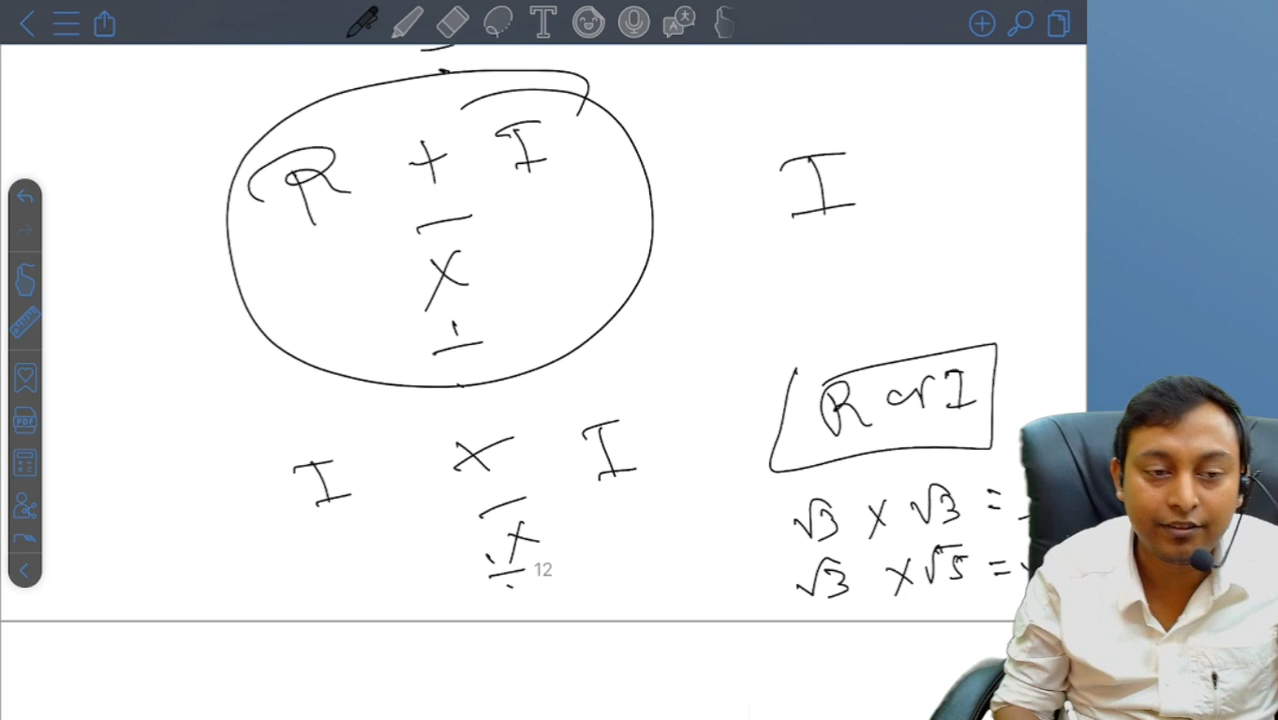 R + I
−
×
÷
I
I × I
−
×
÷
12
R or I
√3 × √3 =
√3 × √5 =